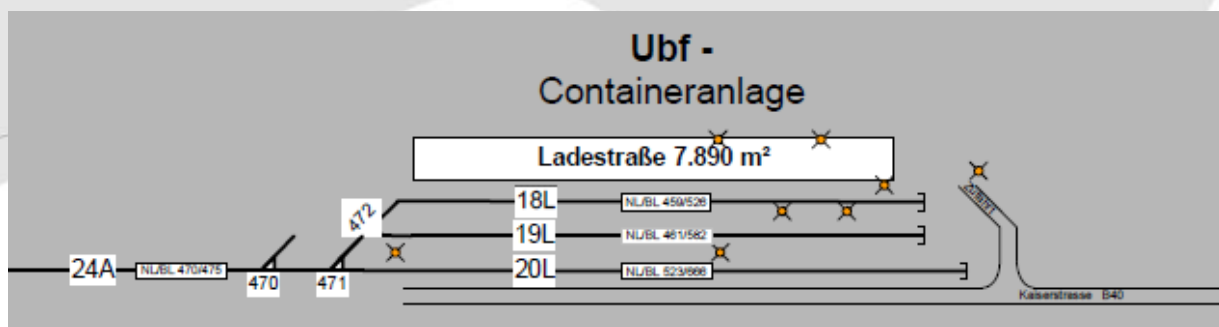 Ubf -
Containeranlage
Ladestraße 7.890 m²
18L
NL/BL 459/526
472
19L
NL/BL 461/582
24A
NL/BL 470/475
470
471
20L
NL/BL 523/666
Kaiserstrasse B40